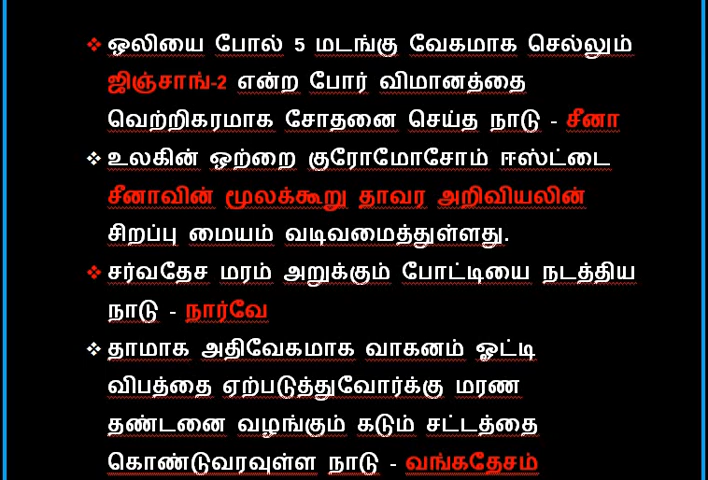 ❖ ஒலியை போல் 5 மடங்கு வேகமாக செல்லும்
ஜிஞ்சாங்-2 என்ற போர் விமானத்தை
வெற்றிகரமாக சோதனை செய்த நாடு - சீனா
❖ உலகின் ஒற்றை குரோமோசோம் ஈஸ்ட்டை
சீனாவின் மூலக்கூறு தாவர அறிவியலின்
சிறப்பு மையம் வடிவமைத்துள்ளது.
❖ சர்வதேச மரம் அறுக்கும் போட்டியை நடத்திய
நாடு - நார்வே
❖ தாமாக அதிவேகமாக வாகனம் ஓட்டி
விபத்தை ஏற்படுத்துவோர்க்கு மரண
தண்டனை வழங்கும் கடும் சட்டத்தை
கொண்டுவரவுள்ள நாடு - வங்கதேசம்